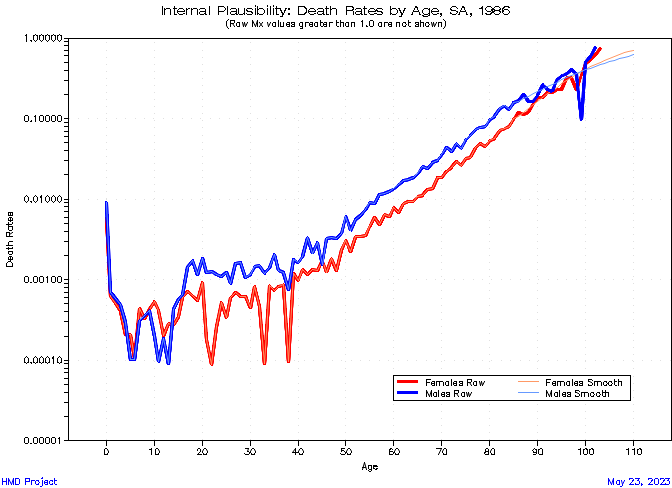 Internal Plausibility: Death Rates by Age, SA, 1986
(Raw Mx values greater than 1.0 are not shown)
1.00000
0.10000
0.01000
0.00100
0.00010
0.00001
Death Rates
0 10 20 30 40 50 60 70 80 90 100 110
Age
Females Raw Females Smooth
Males Raw Males Smooth
HMD Project May 23, 2023